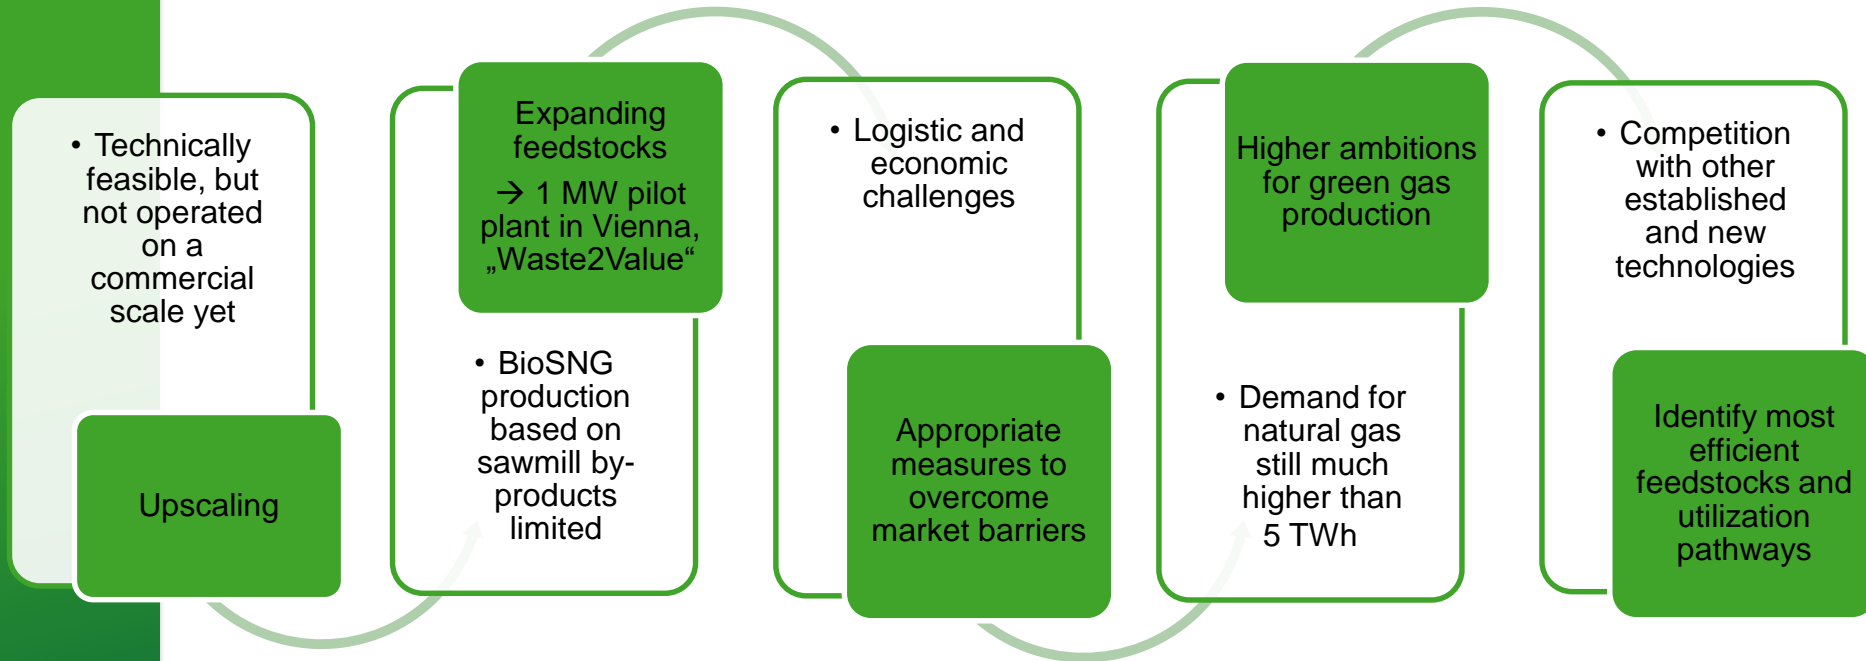 • Technically
feasible, but
not operated
on a
commercial
scale yet
Upscaling
Expanding
feedstocks
→ 1 MW pilot
plant in Vienna,
„Waste2Value“
• BioSNG
production
based on
sawmill by-
products
limited
• Logistic and
economic
challenges
Appropriate
measures to
overcome
market barriers
Higher ambitions
for green gas
production
• Demand for
natural gas
still much
higher than
5 TWh
• Competition
with other
established
and new
technologies
Identify most
efficient
feedstocks and
utilization
pathways